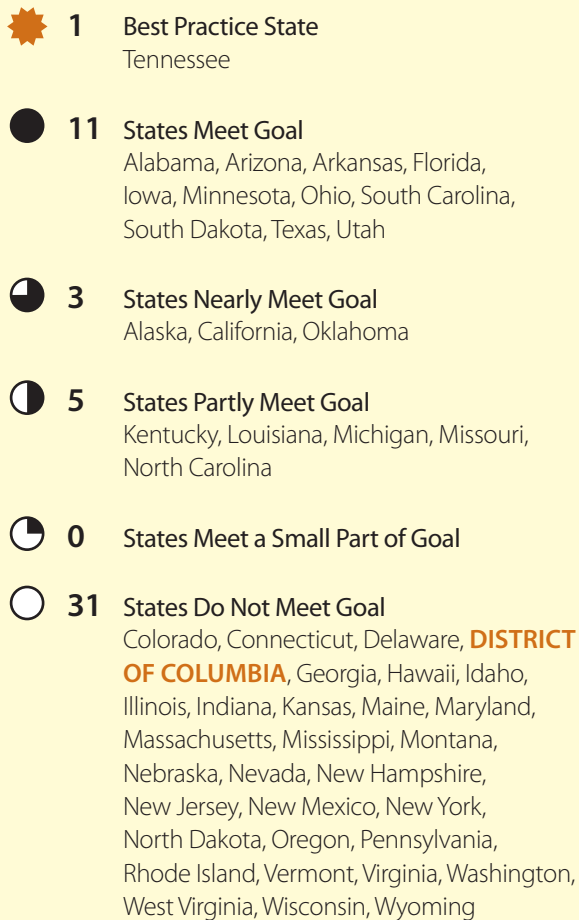 1 Best Practice State
Tennessee
11 States Meet Goal
Alabama, Arizona, Arkansas, Florida,
Iowa, Minnesota, Ohio, South Carolina,
South Dakota, Texas, Utah
3 States Nearly Meet Goal
Alaska, California, Oklahoma
5 States Partly Meet Goal
Kentucky, Louisiana, Michigan, Missouri,
North Carolina
0 States Meet a Small Part of Goal
31 States Do Not Meet Goal
Colorado, Connecticut, Delaware, DISTRICT
OF COLUMBIA, Georgia, Hawaii, Idaho,
Illinois, Indiana, Kansas, Maine, Maryland,
Massachusetts, Mississippi, Montana,
Nebraska, Nevada, New Hampshire,
New Jersey, New Mexico, New York,
North Dakota, Oregon, Pennsylvania,
Rhode Island, Vermont, Virginia, Washington,
West Virginia, Wisconsin, Wyoming